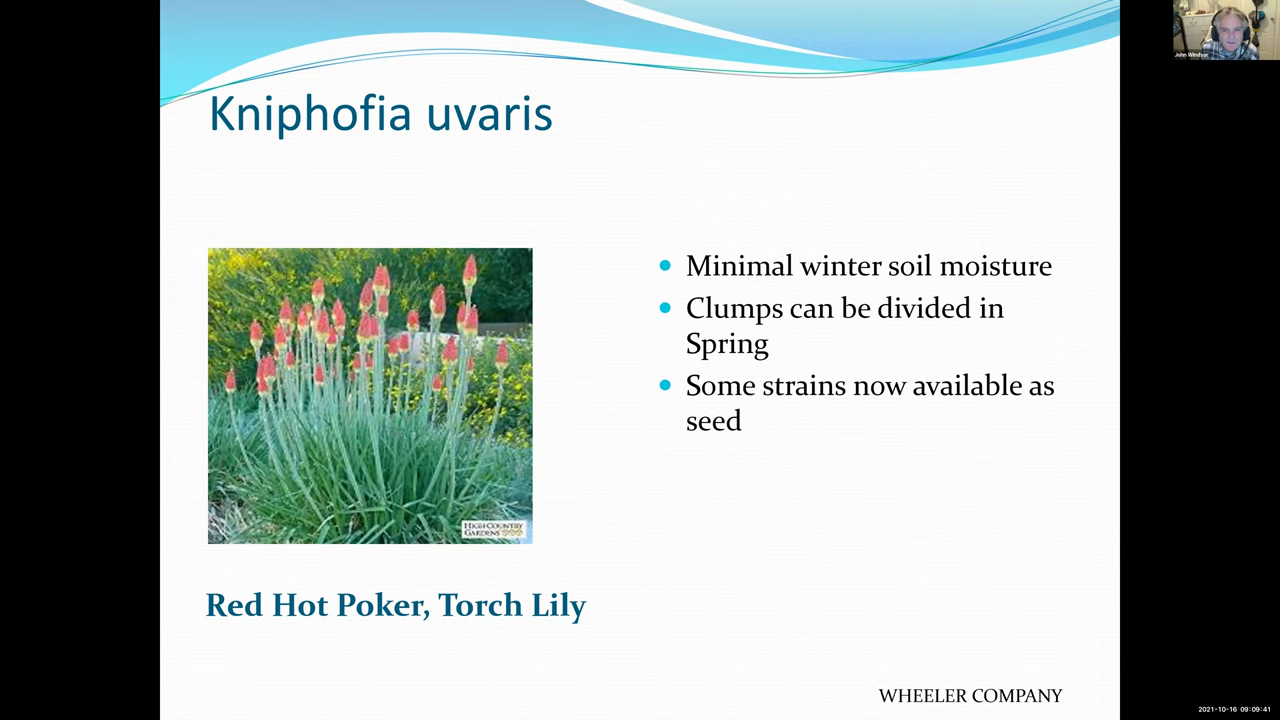 Kniphofia uvaris
John Windsor
Minimal winter soil moisture
Clumps can be divided in
Spring
Some strains now available as
seed
HIGH COUNTRY
GARDENS
Red Hot Poker, Torch Lily
WHEELER COMPANY
2021-10-16 09:09:41